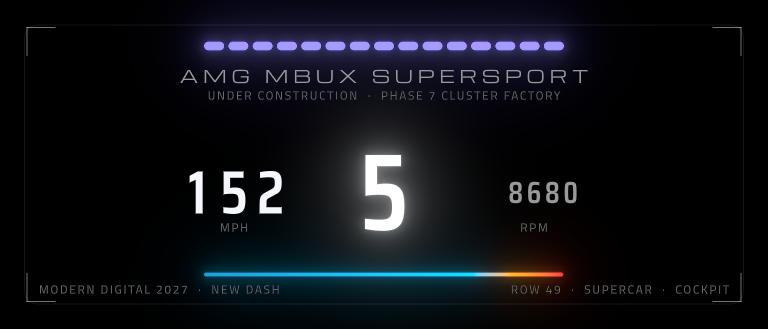 AMG MBUX SUPERSPORT
UNDER CONSTRUCTION · PHASE 7 CLUSTER FACTORY
152 5 8680
MPH RPM
MODERN DIGITAL 2027 · NEW DASH ROW 49 · SUPERCAR · COCKPIT